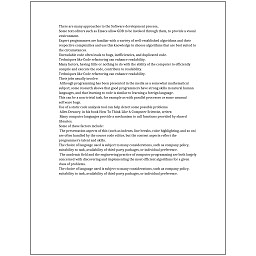 There are many approaches to the Software development process.
Some text editors such as Emacs allow GDB to be invoked through them, to provide a visual
environment.
Expert programmers are familiar with a variety of well-established algorithms and their
respective complexities and use this knowledge to choose algorithms that are best suited to
the circumstances.
Unreadable code often leads to bugs, inefficiencies, and duplicated code.
Techniques like Code refactoring can enhance readability.
Many factors, having little or nothing to do with the ability of the computer to efficiently
compile and execute the code, contribute to readability.
Techniques like Code refactoring can enhance readability.
Their jobs usually involve:
Although programming has been presented in the media as a somewhat mathematical
subject, some research shows that good programmers have strong skills in natural human
languages, and that learning to code is similar to learning a foreign language.
This can be a non-trivial task, for example as with parallel processes or some unusual
software bugs.
Use of a static code analysis tool can help detect some possible problems.
Allen Downey, in his book How To Think Like A Computer Scientist, writes:
Many computer languages provide a mechanism to call functions provided by shared
libraries.
Some of these factors include:
The presentation aspects of this (such as indents, line breaks, color highlighting, and so on)
are often handled by the source code editor, but the content aspects reflect the
programmer's talent and skills.
The choice of language used is subject to many considerations, such as company policy,
suitability to task, availability of third-party packages, or individual preference.
The academic field and the engineering practice of computer programming are both largely
concerned with discovering and implementing the most efficient algorithms for a given
class of problems.
The choice of language used is subject to many considerations, such as company policy,
suitability to task, availability of third-party packages, or individual preference.